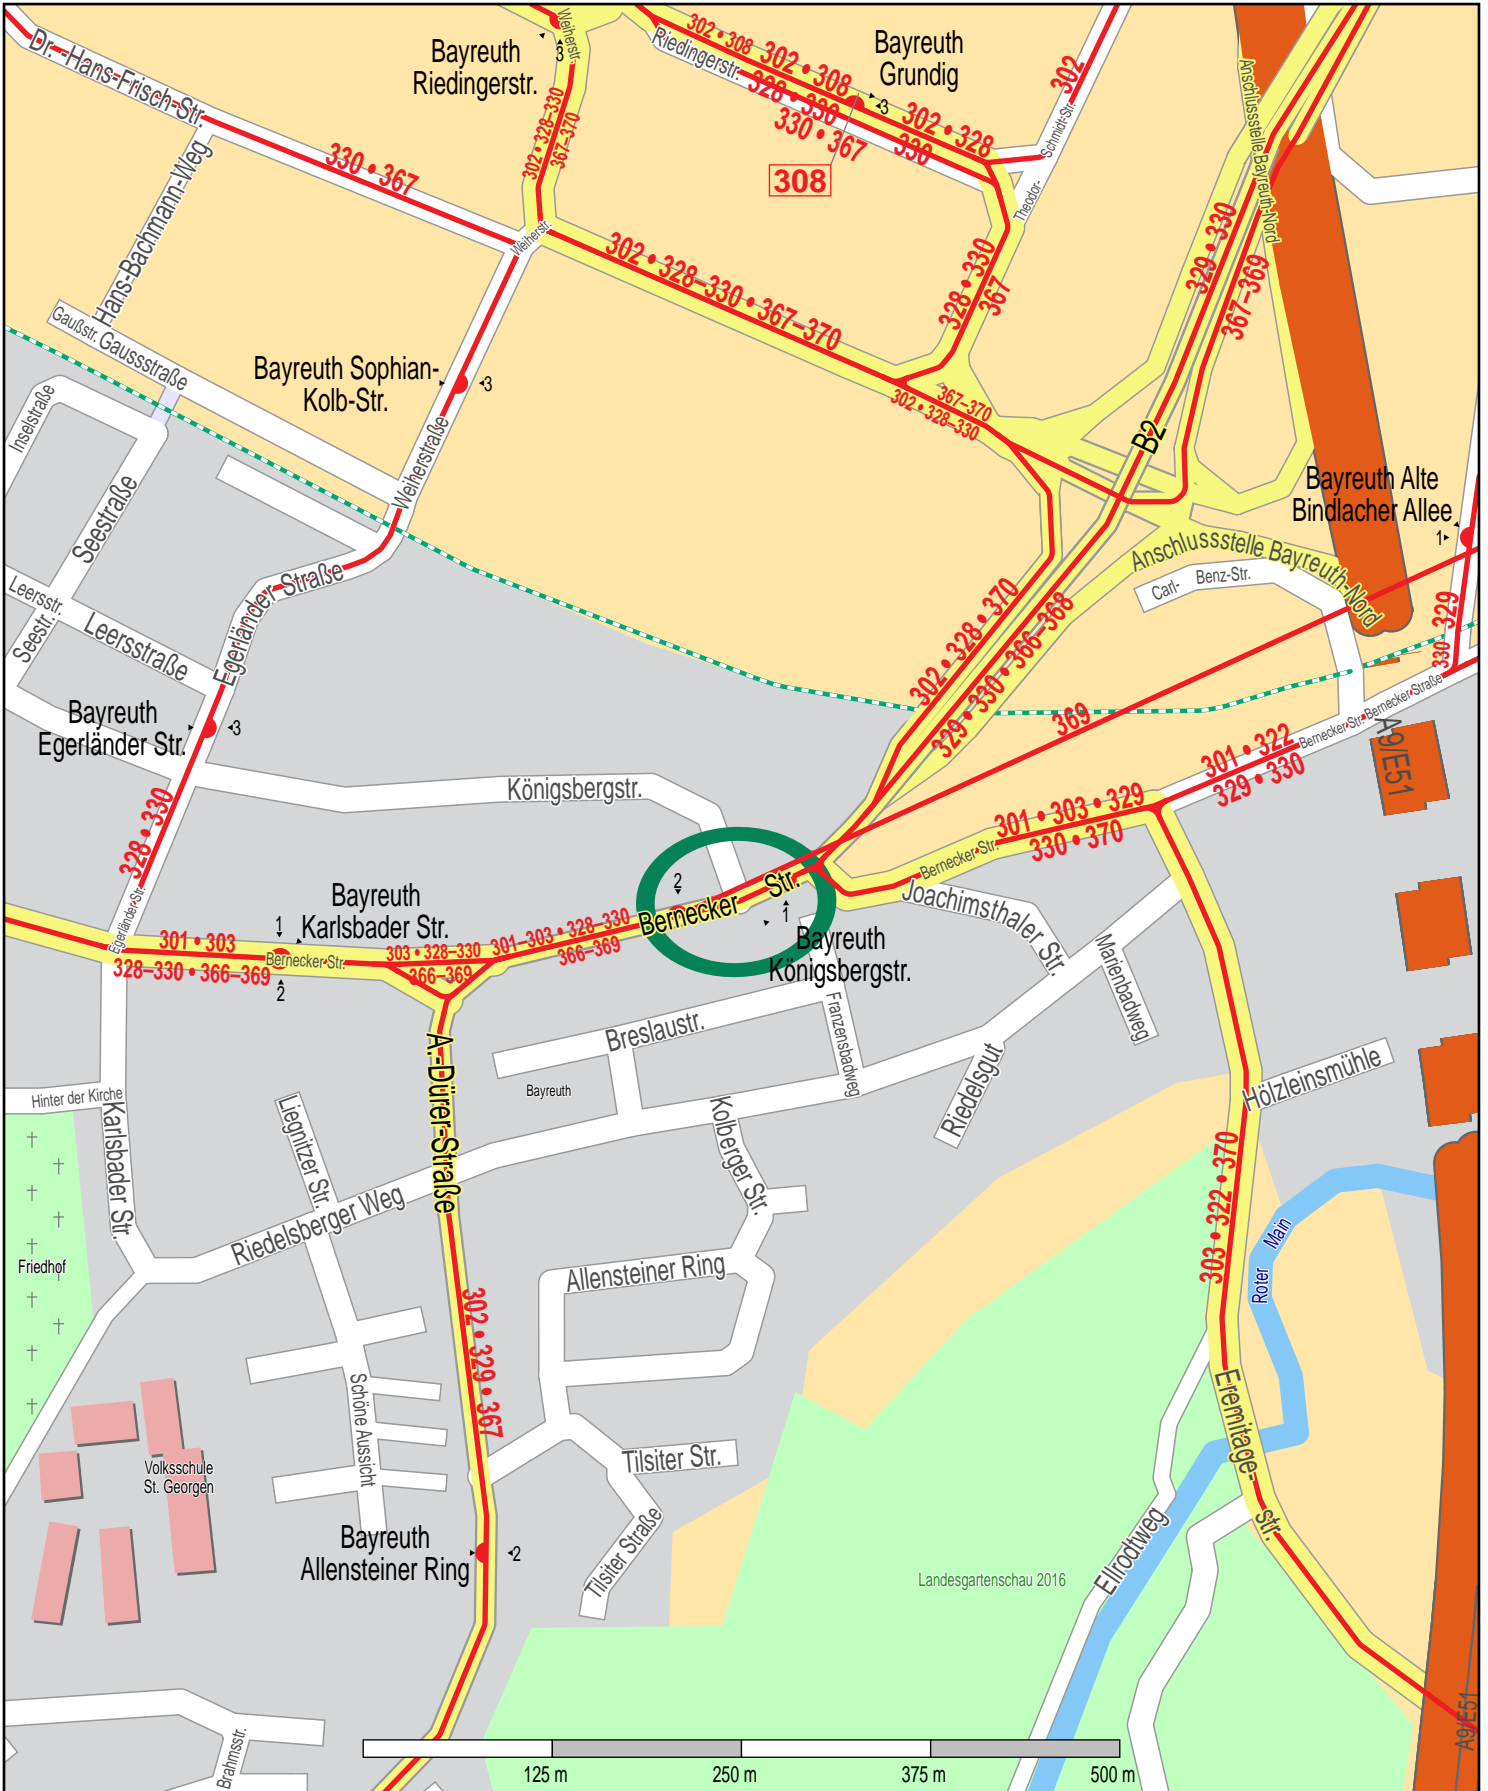 Dr.-Hans-Frisch-Str.
Bayreuth
Riedingerstr.
Weiherstr.
3
Riedingerstr.
302 • 308
302 • 308
328 • 330
330 • 367
Bayreuth
Grundig
3
302 • 328
330
308
302
Schmidt-Str.
Theodor-
Anschlussstelle Bayreuth-Nord
302 • 328–330
367–370
330 • 367
Hans-Bachmann-Weg
Weiherstr.
302 • 328–330 • 367–370
328 • 330
367
329 • 330
367–369
Gaußstr.
Gaussstraße
Bayreuth Sophian-
Kolb-Str.
3
367–370
302 • 328–330
B2
Inselstraße
Weiherstraße
Seestraße
Bayreuth Alte
Bindlacher Allee
1
Anschlussstelle Bayreuth-Nord
Carl-
Benz-Str.
Leersstr.
Seestr.
Leersstraße
Egerländer Straße
302 • 328 • 370
329 • 330 • 366–368
329
330
Bayreuth
Egerländer Str.
3
369
Bernecker Str.
Bernecker Straße
A9/E51
301 • 322
329 • 330
Königsbergstr.
328 • 330
301 • 303 • 329
330 • 370
Bernecker Str.
Bayreuth
Karlsbader Str.
1
2
Bernecker
Str.
1
Bayreuth
Königsbergstr.
Joachimsthaler Str.
Marienbadweg
Egerländer Str.
301 • 303
328–330 • 366–369
Bernecker Str.
2
303 • 328–330
366–369
301–303 • 328–330
366–369
Breslaustr.
Franzensbadweg
A.-Dürer-Straße
Bayreuth
Riedelsgut
Hölzleinsmühle
Hinter der Kirche
Karlsbader Str.
Liegnitzer Str.
Kolberger Str.
Riedelsberger Weg
303 • 322 • 370
Roter
Main
Friedhof
Allensteiner Ring
302 • 329 • 367
Schöne Aussicht
Eremitage-
str.
Tilsiter Str.
Volksschule
St. Georgen
Tilsiter Straße
Bayreuth
Allensteiner Ring
2
Landesgartenschau 2016
Ellrodtweg
Brahmsstr.
A9/E51
125 m
250 m
375 m
500 m